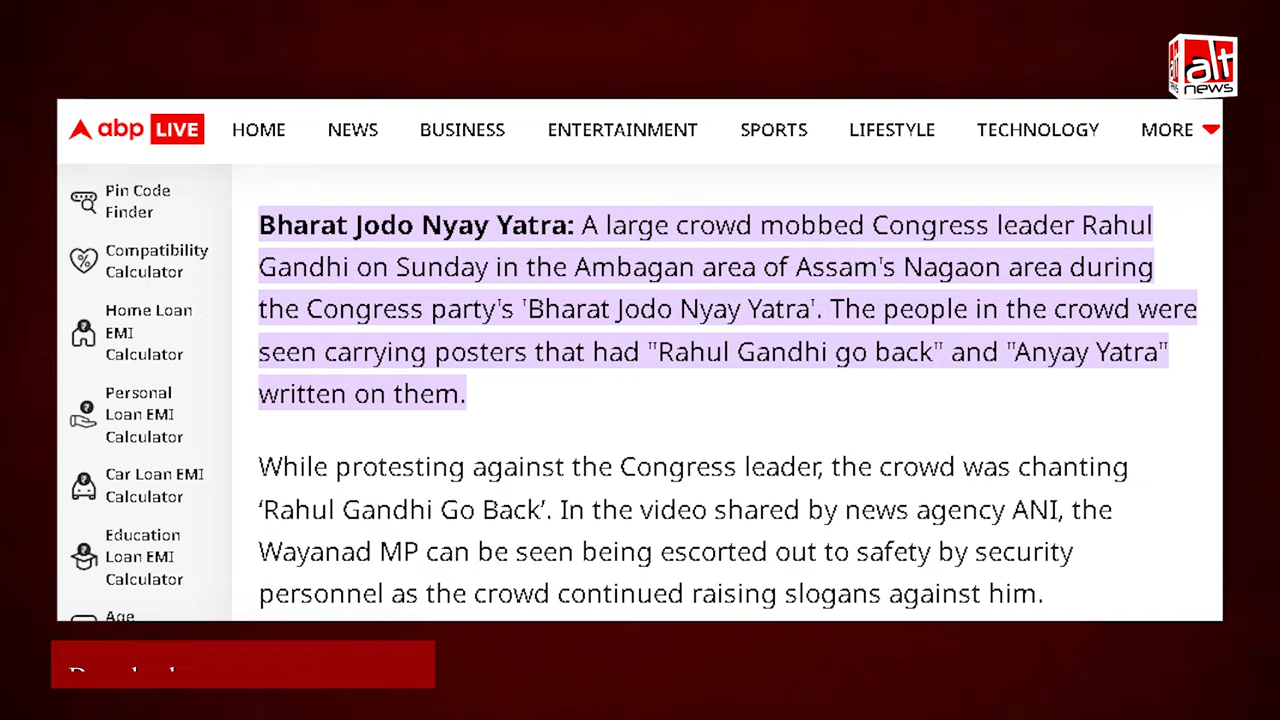 alt
news
abp LIVE HOME NEWS BUSINESS ENTERTAINMENT SPORTS LIFESTYLE TECHNOLOGY MORE
Pin Code
Finder
Compatibility
Calculator
Home Loan
EMI
Calculator
Personal
Loan EMI
Calculator
Car Loan EMI
Calculator
Education
Loan EMI
Calculator
Age
Bharat Jodo Nyay Yatra: A large crowd mobbed Congress leader Rahul
Gandhi on Sunday in the Ambagan area of Assam's Nagaon area during
the Congress party's 'Bharat Jodo Nyay Yatra'. The people in the crowd were
seen carrying posters that had "Rahul Gandhi go back" and "Anyay Yatra"
written on them.
While protesting against the Congress leader, the crowd was chanting
‘Rahul Gandhi Go Back’. In the video shared by news agency ANI, the
Wayanad MP can be seen being escorted out to safety by security
personnel as the crowd continued raising slogans against him.